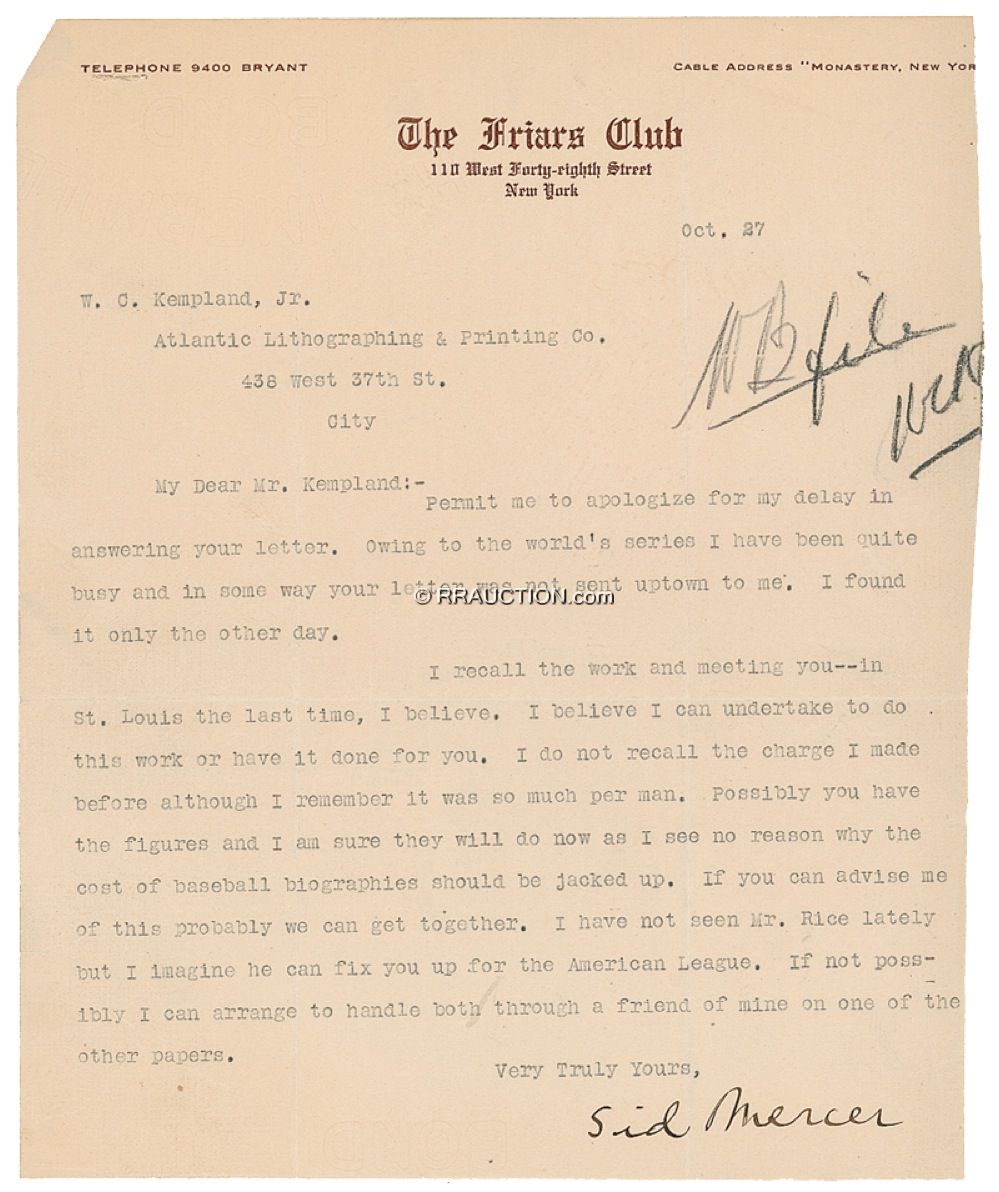 TELEPHONE 9400 BRYANT
CABLE ADDRESS "MONASTERY, NEW YOR
The Friars Club
110 West Forty-eighth Street
New York
Oct. 27
W. C. Kempland, Jr.
Atlantic Lithographing & Printing Co.
438 West 37th St.
City
file
My Dear Mr. Kempland:-
Permit me to apologize for my delay in
answering your letter. Owing to the world's series I have been quite
busy and in some way your letter was not sent uptown to me. I found
© RRAUCTION.com
it only the other day.
I recall the work and meeting you--in
St. Louis the last time, I believe. I believe I can undertake to do .
this work or have it done for you. I do not recall the charge I made
before although I remember it was so much per man. Possibly you have
the figures and I am sure they will do now as I see no reason why the
cost of baseball biographies should be jacked up. If you can advise me
of this probably we can get together. I have not seen Mr. Rice lately
but I imagine he can fix you up for the American League. If not poss-
ibly I can arrange to handle both through a friend of mine on one of the
other papers.
Very Truly Yours,
Sid Mercer